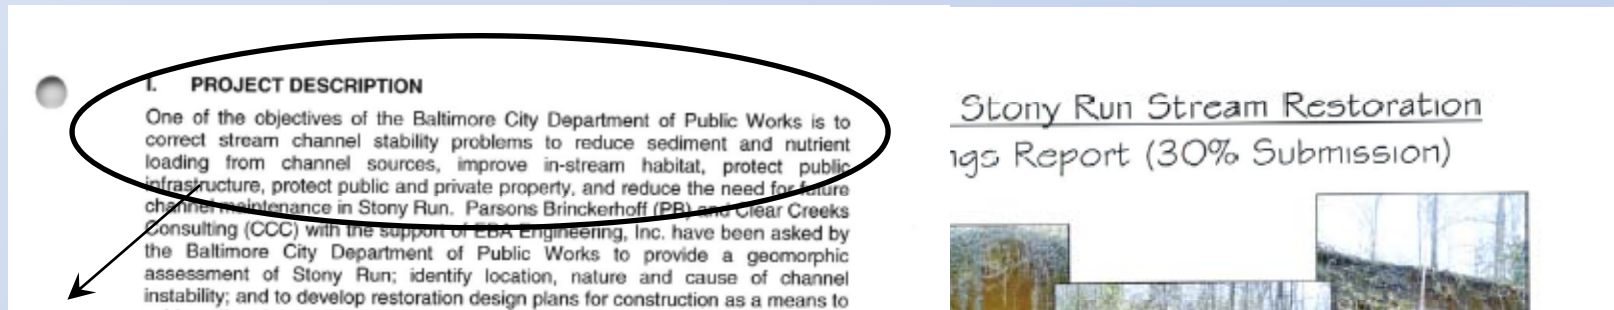 I. PROJECT DESCRIPTION
One of the objectives of the Baltimore City Department of Public Works is to
correct stream channel stability problems to reduce sediment and nutrient
loading from channel sources, improve in-stream habitat, protect public
infrastructure, protect public and private property, and reduce the need for future
channel maintenance in Stony Run. Parsons Brinckerhoff (PB) and Clear Creeks
Consulting (CCC) with the support of EBA Engineering, Inc. have been asked by
the Baltimore City Department of Public Works to provide a geomorphic
assessment of Stony Run; identify location, nature and cause of channel
instability; and to develop restoration design plans for construction as a means to
Stony Run Stream Restoration
ngs Report (30% Submission)